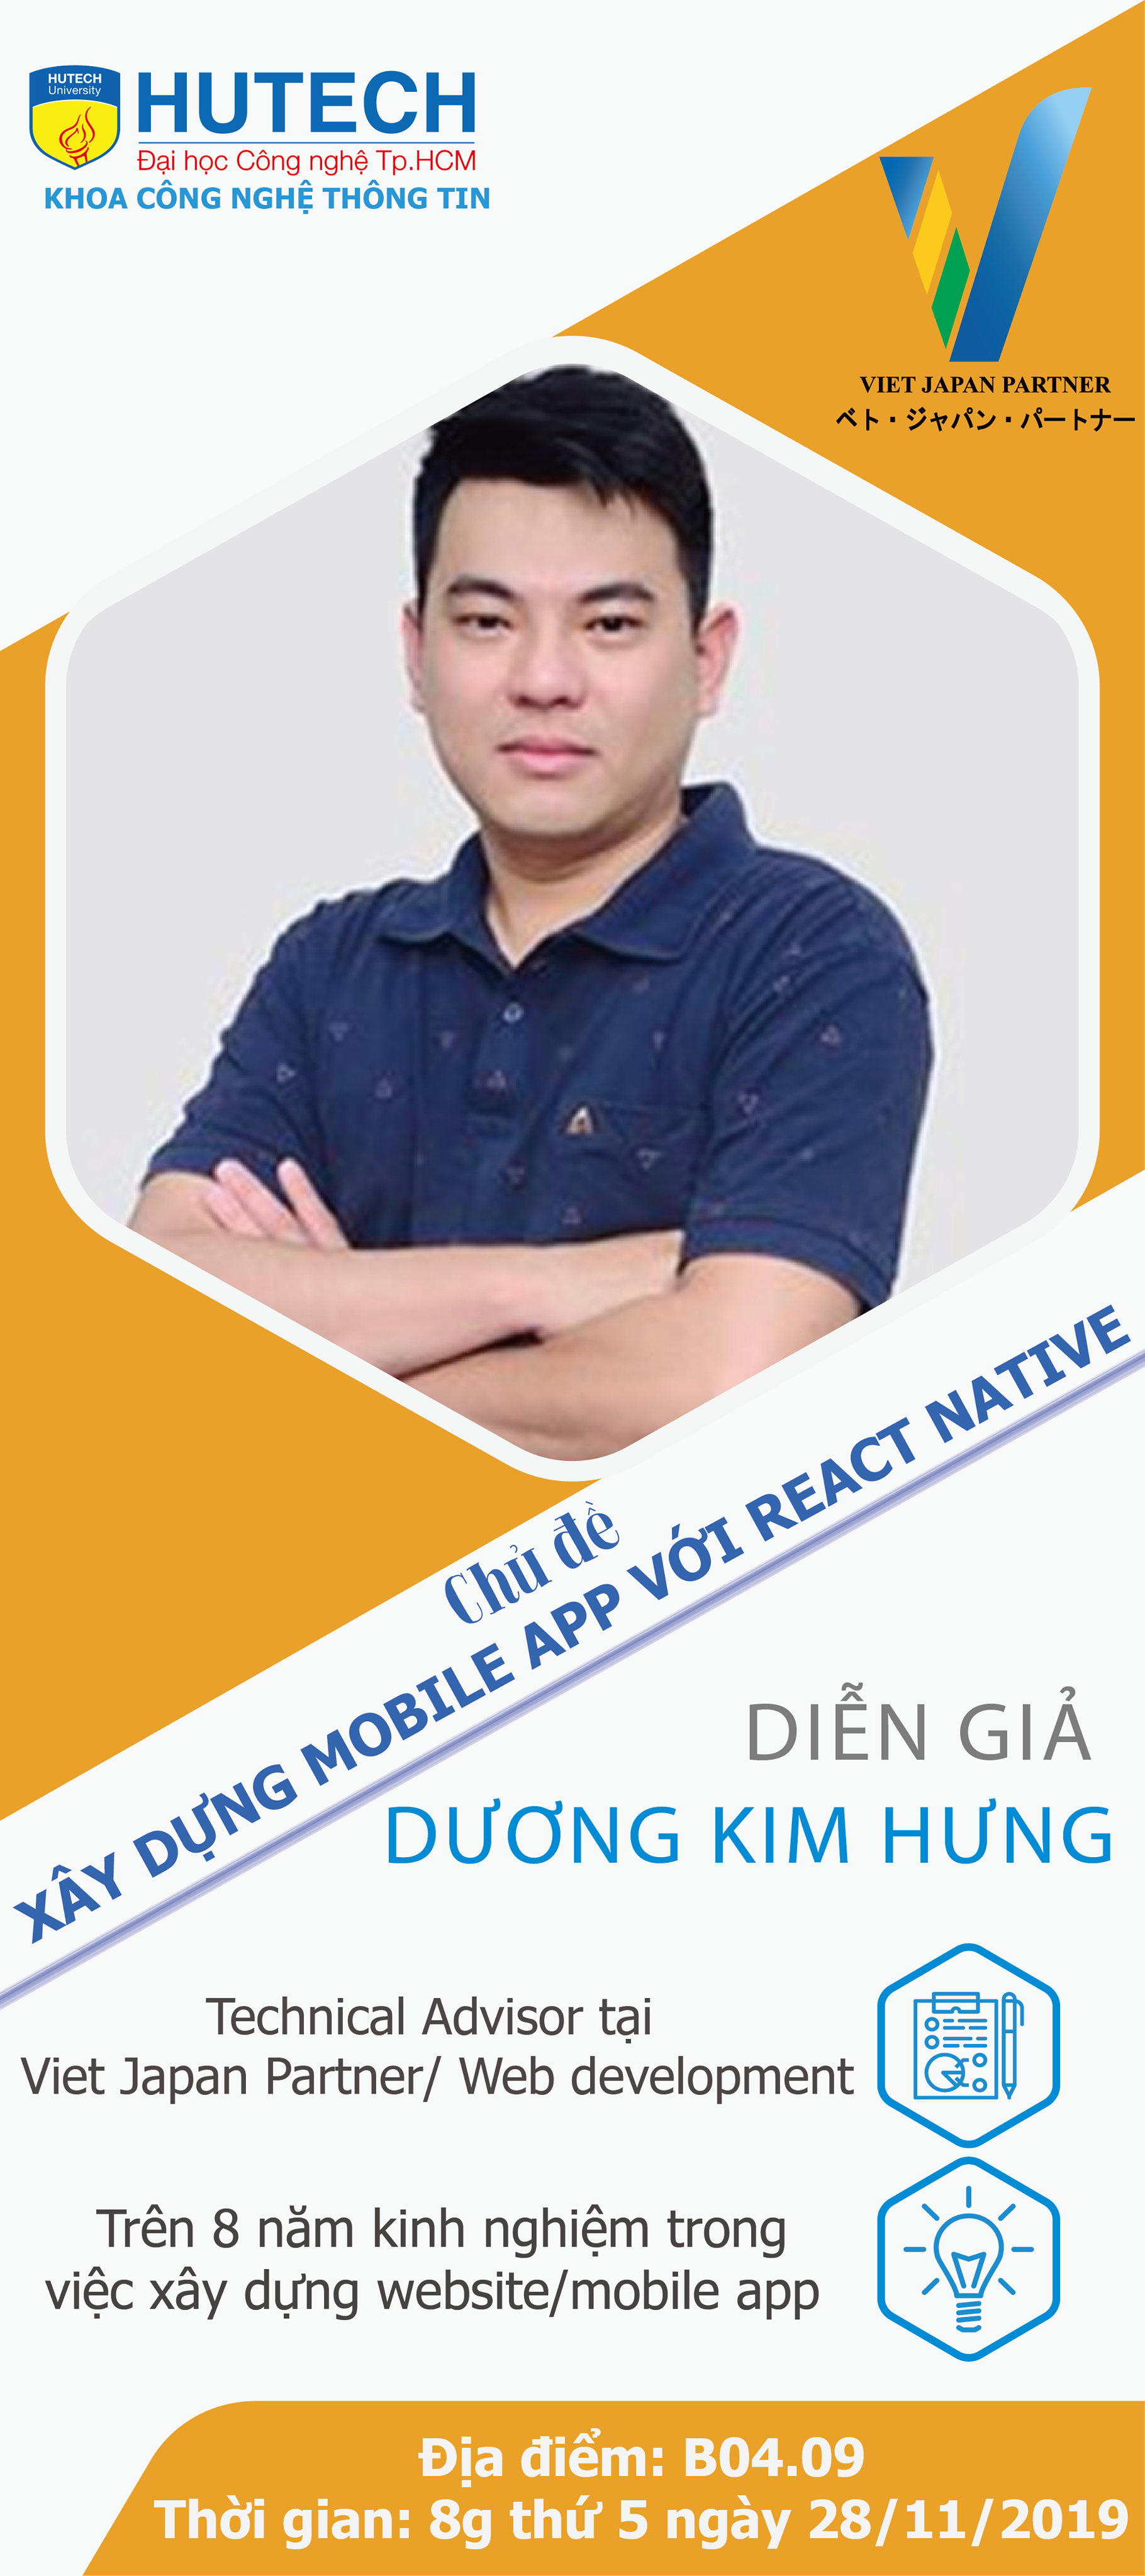 HUTECH
University
HUTECH
Đại học Công nghệ Tp.HCM
KHOA CÔNG NGHỆ THÔNG TIN
VIET JAPAN PARTNER
ベト・ジャパン・パートナー
Chủ đề
XÂY DỰNG MOBILE APP VỚI REACT NATIVE
DIỄN GIẢ
DƯƠNG KIM HƯNG
Technical Advisor tại
Viet Japan Partner/ Web development
Trên 8 năm kinh nghiệm trong
việc xây dựng website/mobile app
Địa điểm: B04.09
Thời gian: 8g thứ 5 ngày 28/11/2019